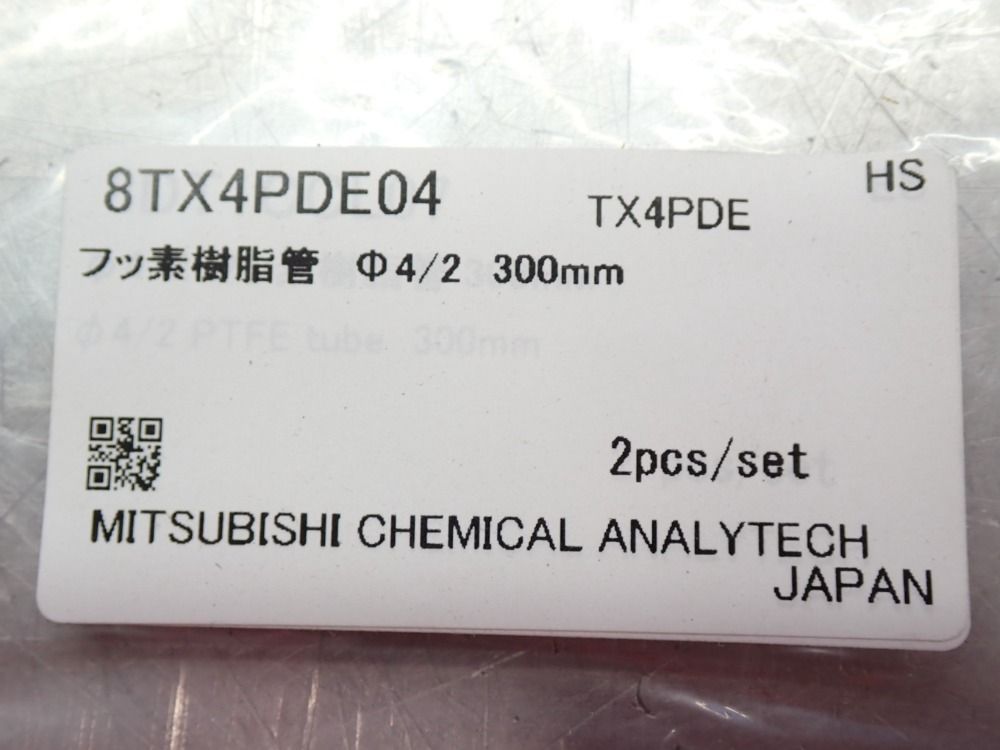 8TX4PDE04 TX4PDE HS
フッ素樹脂管 Φ4/2 300mm
φ4/2 PTFE tube 300mm
2pcs/set
MITSUBISHI CHEMICAL ANALYTECH
JAPAN